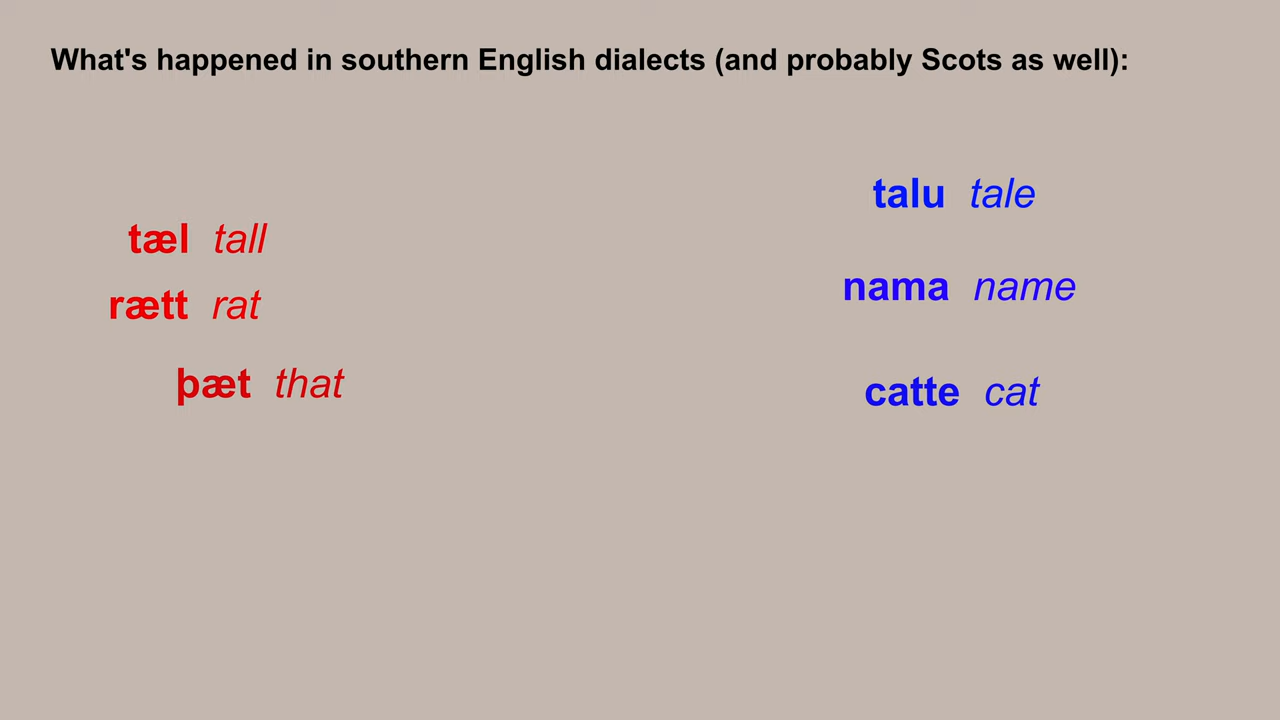 What's happened in southern English dialects (and probably Scots as well):
talu tale
tæl tall
nama name
rætt rat
þæt that
catte cat